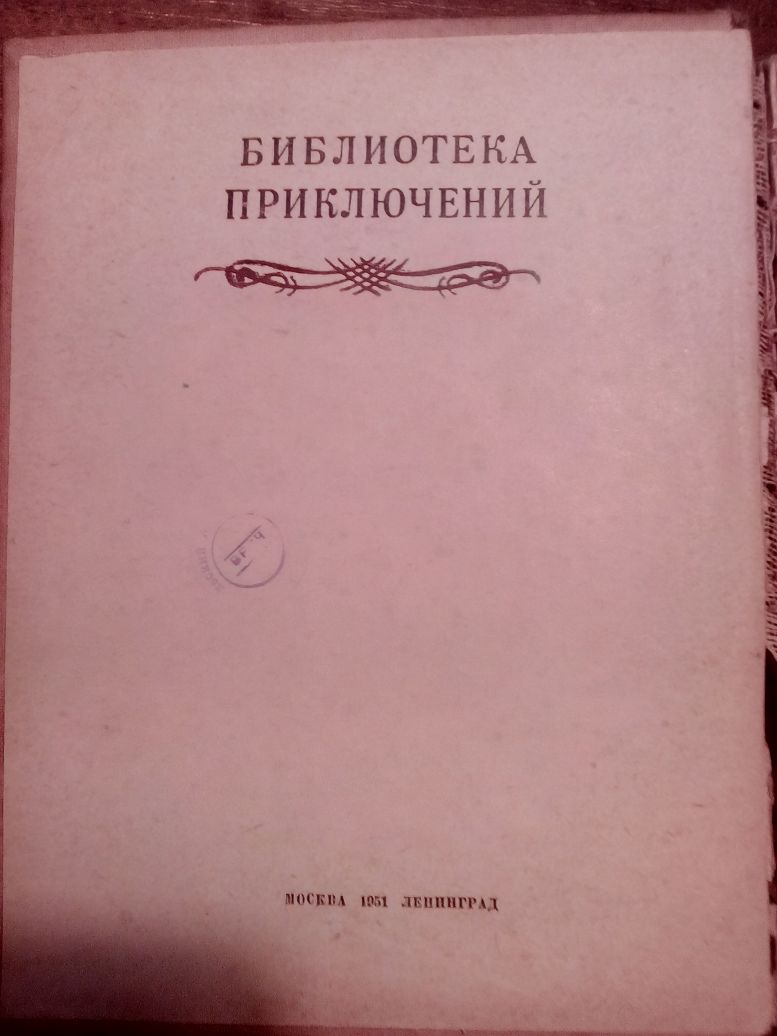 БИБЛИОТЕКА
ПРИКЛЮЧЕНИЙ
МОСКВА 1951 ЛЕНИНГРАД